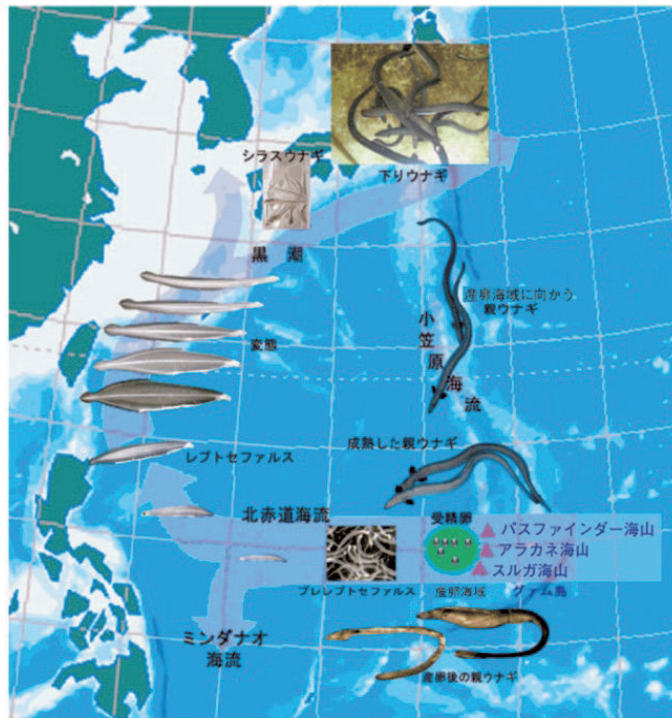 シラスウナギ
下りウナギ
黒潮
産卵海域に向かう
親ウナギ
小笠原海流
変態
成熟した親ウナギ
レプトセファルス
北赤道海流
受精卵
パスファインダー海山
アラカネ海山
スルガ海山
プレレプトセファルス
産卵海域
グァム島
ミンダナオ
海流
産卵後の親ウナギ